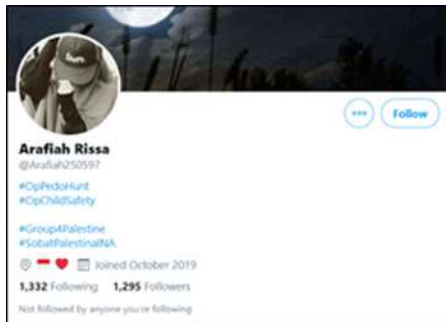 Follow
Arafiah Rissa
@Arafiah250597
#OpPedoHunt
#OpChildSafety
#Group4Palestine
#SobatPalestinaINA
Joined October 2019
1,332 Following 1,295 Followers
Not followed by anyone you're following